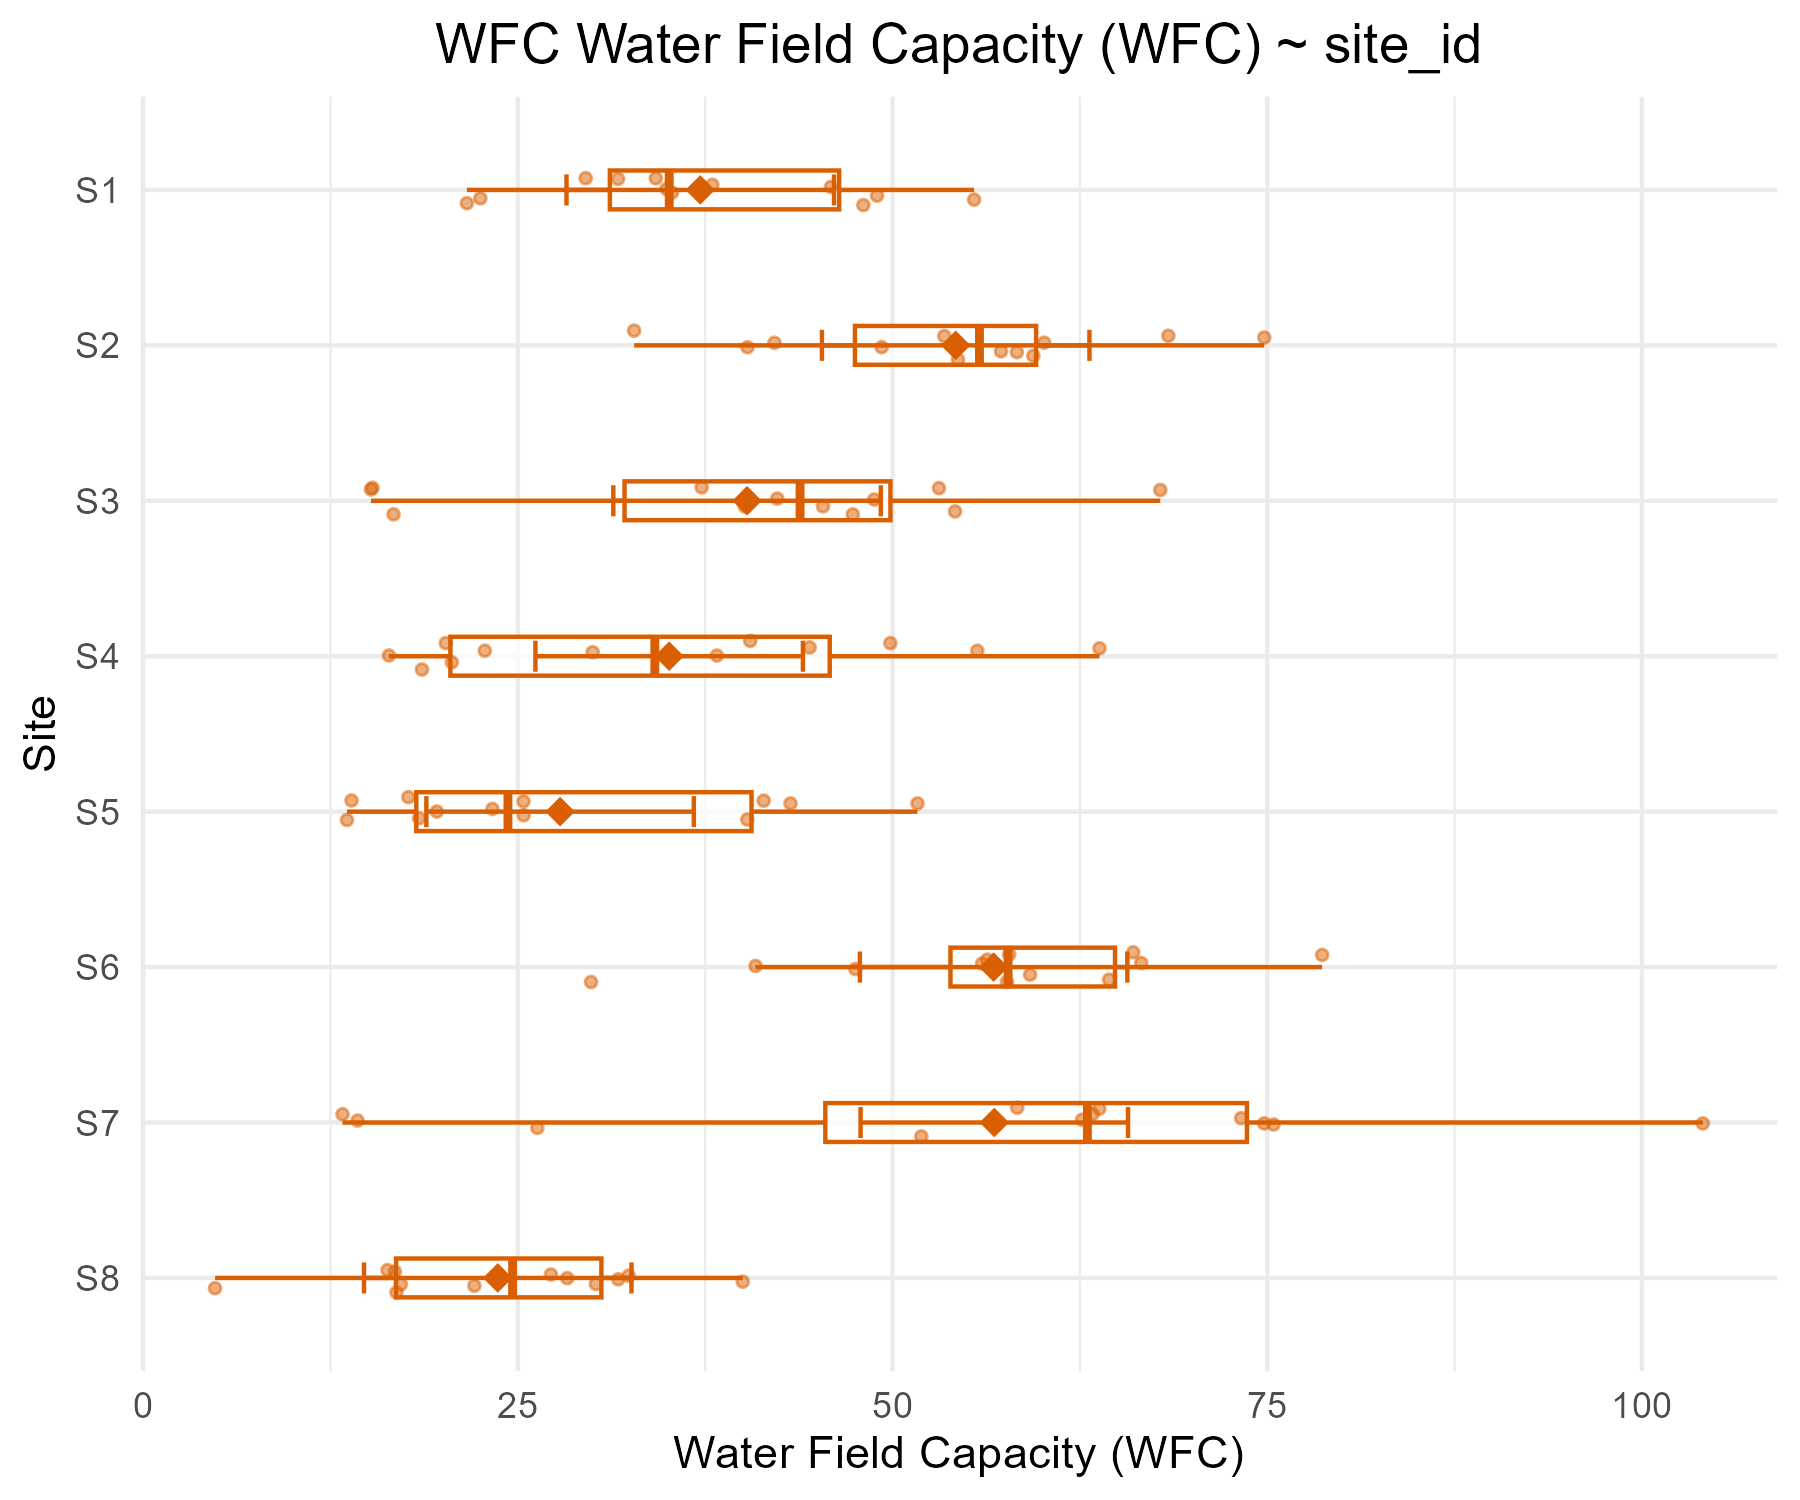 WFC Water Field Capacity (WFC) ~ site_id
Site
S1
S2
S3
S4
S5
S6
S7
S8
0 25 50 75 100
Water Field Capacity (WFC)